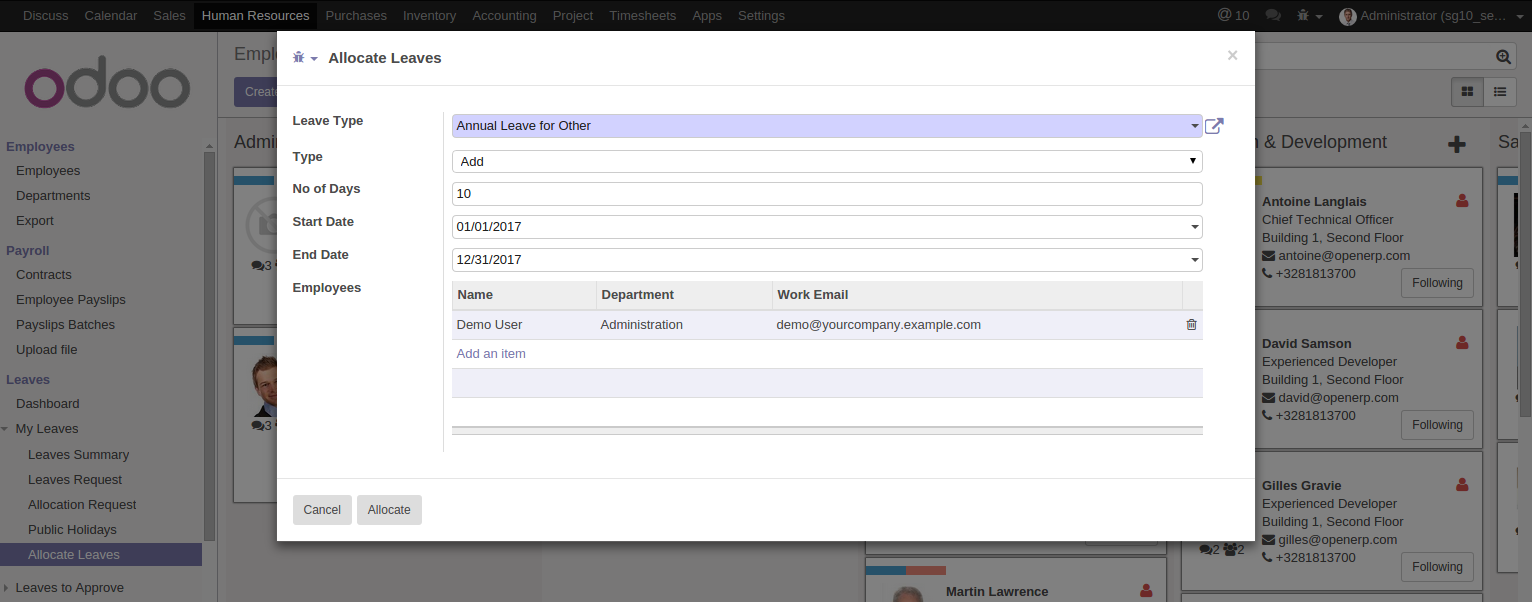 Discuss Calendar Sales Human Resources Purchases Inventory Accounting Project Timesheets Apps Settings @ 10 Administrator (sg10_se...
odoo
Employees
Employees
Departments
Export
Payroll
Contracts
Employee Payslips
Payslips Batches
Upload file
Leaves
Dashboard
My Leaves
Leaves Summary
Leaves Request
Allocation Request
Public Holidays
Allocate Leaves
Leaves to Approve
Empl
Create
Admi
3
3
Allocate Leaves ×
Leave Type Annual Leave for Other
Type Add
No of Days 10
Start Date 01/01/2017
End Date 12/31/2017
Employees
Name Department Work Email
Demo User Administration demo@yourcompany.example.com
Add an item
Cancel Allocate
& Development
Sa
Antoine Langlais
Chief Technical Officer
Building 1, Second Floor
antoine@openerp.com
+3281813700
Following
David Samson
Experienced Developer
Building 1, Second Floor
david@openerp.com
+3281813700
Following
Gilles Gravie
Experienced Developer
Building 1, Second Floor
gilles@openerp.com
2 2 +3281813700
Following
Martin Lawrence